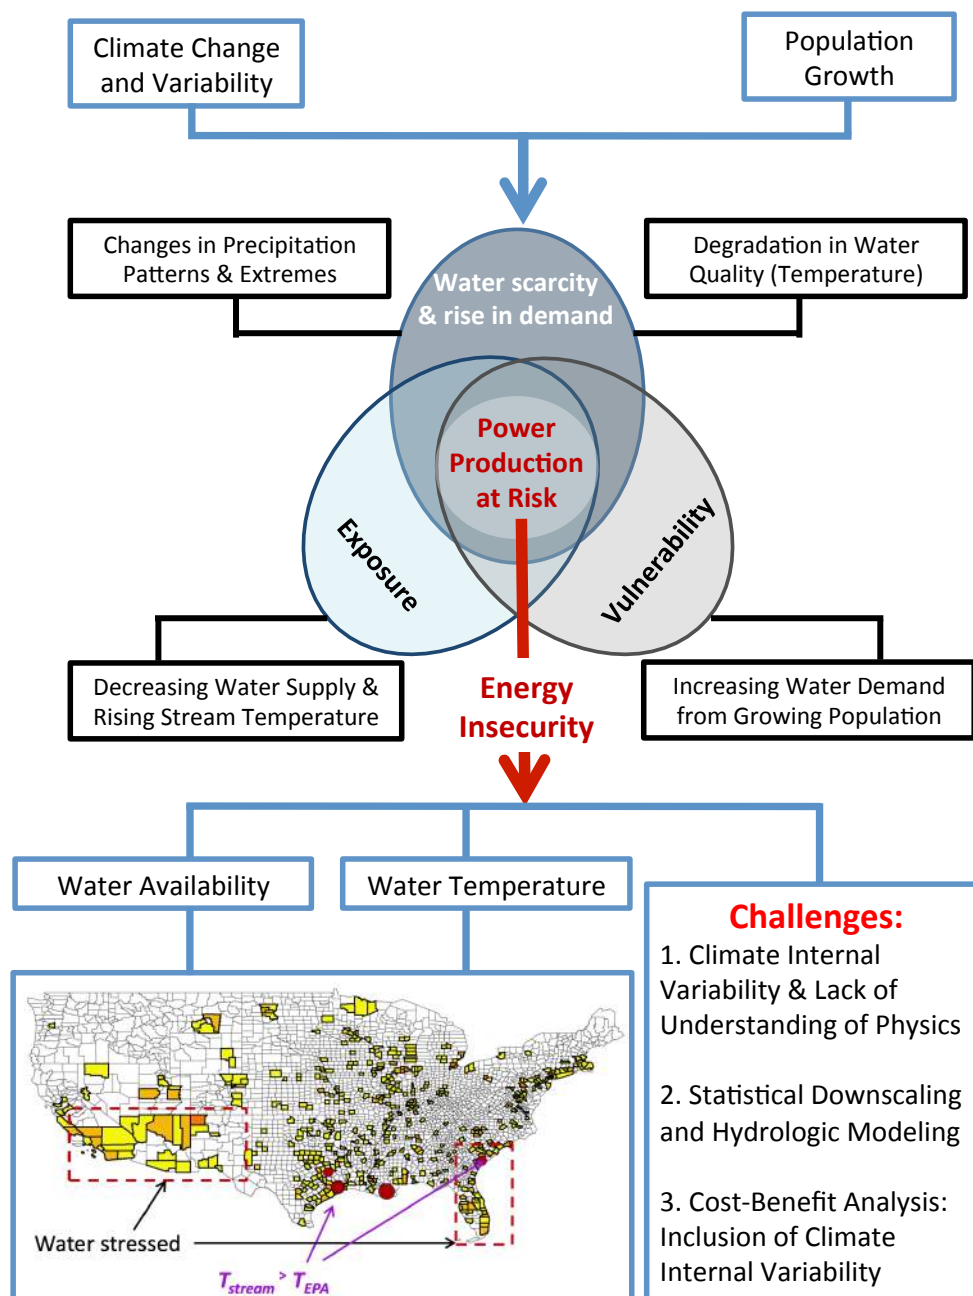 Climate Change
and Variability
Population
Growth
Changes in Precipitation
Patterns & Extremes
Degradation in Water
Quality (Temperature)
Water scarcity
& rise in demand
Power
Production
at Risk
Exposure
Vulnerability
Decreasing Water Supply &
Rising Stream Temperature
Energy
Insecurity
Increasing Water Demand
from Growing Population
Water Availability
Water Temperature
Challenges:
1. Climate Internal
Variability & Lack of
Understanding of Physics
2. Statistical Downscaling
and Hydrologic Modeling
3. Cost-Benefit Analysis:
Inclusion of Climate
Internal Variability
Water stressed
Tstream > TEPA